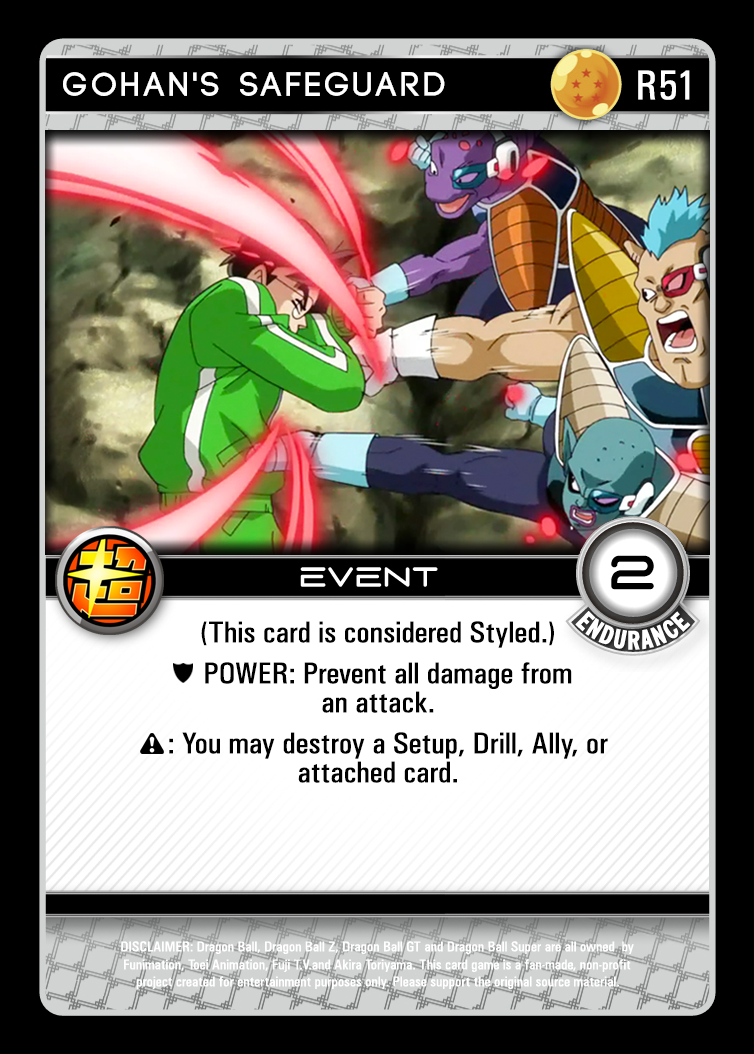 GOHAN'S SAFEGUARD
R51
EVENT
2
ENDURANCE
(This card is considered Styled.)
POWER: Prevent all damage from
an attack.
: You may destroy a Setup, Drill, Ally, or
attached card.
DISCLAIMER: Dragon Ball, Dragon Ball Z, Dragon Ball GT and Dragon Ball Super are all owned by
Funimation, Toei Animation, Fuji T.V.and Akira Toriyama. This card game is a fan-made, non-profit
project created for entertainment purposes only. Please support the original source material.